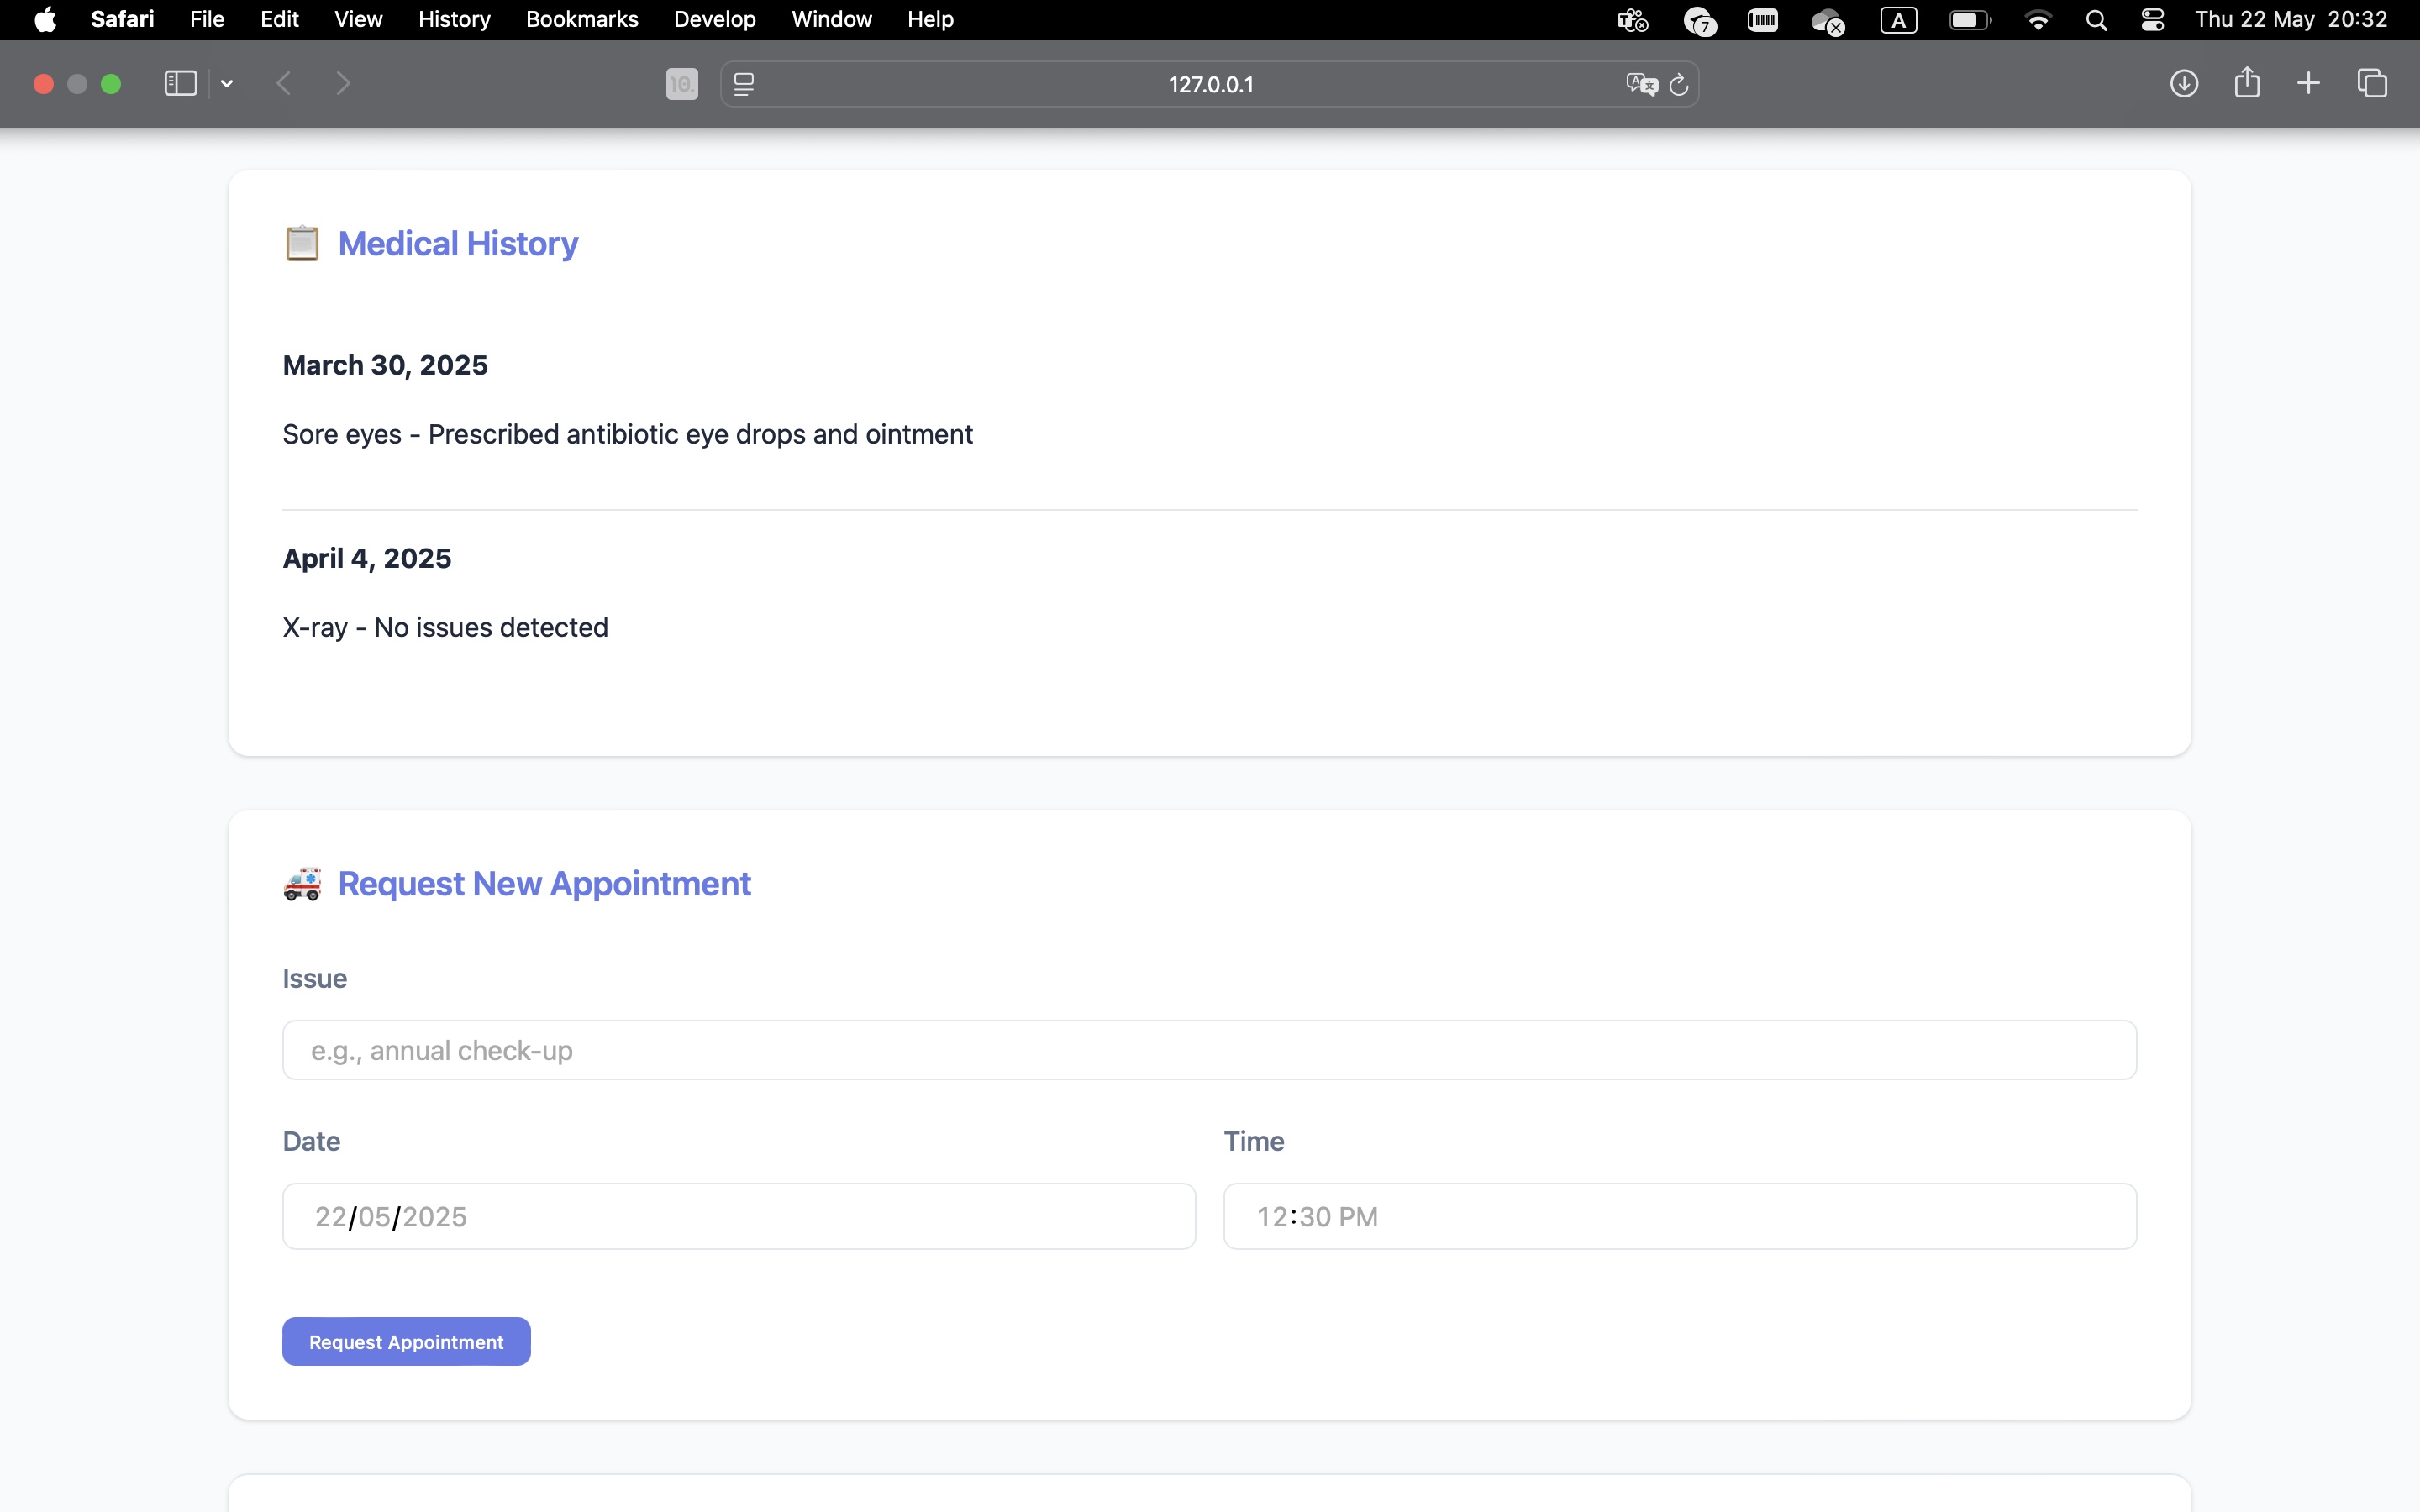 Safari File Edit View History Bookmarks Develop Window Help 7 A Thu 22 May 20:32
10. 127.0.0.1
Medical History
March 30, 2025
Sore eyes - Prescribed antibiotic eye drops and ointment
April 4, 2025
X-ray - No issues detected
Request New Appointment
Issue
e.g., annual check-up
Date Time
22/05/2025 12:30 PM
Request Appointment